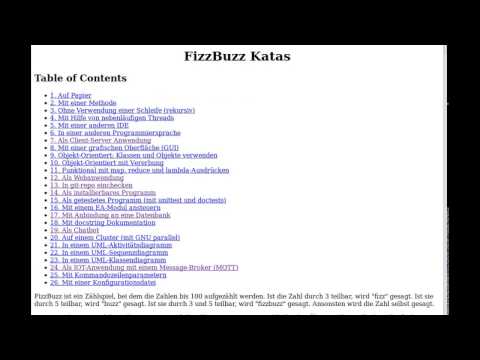 FizzBuzz Katas
Table of Contents
1. Auf Papier
2. Mit einer Methode
3. Ohne Verwendung einer Schleife (rekursiv)
4. Mit Hilfe von nebenläufigen Threads
5. Mit einer anderen IDE
6. In einer anderen Programmiersprache
7. Als Client-Server Anwendung
8. Mit einer grafischen Oberfläche (GUI)
9. Objekt-Orientiert: Klassen und Objekte verwenden
10. Objekt-Orientiert mit Vererbung
11. Funktional mit map, reduce und lambda-Ausdrücken
12. Als Webanwendung
13. In git-repo einchecken
14. Als installierbares Programm
15. Als getestetes Programm (mit unittest und doctests)
16. Mit einem EA-Modul ansteuern
17. Mit Anbindung an eine Datenbank
18. Mit docstring Dokumentation
19. Als Chatbot
20. Auf einem Cluster (mit GNU parallel)
21. In einem UML-Aktivitätsdiagramm
22. In einem UML-Sequenzdiagramm
23. In einem UML-Klassendiagramm
24. Als IOT-Anwendung mit einem Message-Broker (MQTT)
25. Mit Kommandozeilenparametern
26. Mit einer Konfigurationsdatei
FizzBuzz ist ein Zählspiel, bei dem die Zahlen bis 100 aufgezählt werden. Ist die Zahl durch 3 teilbar, wird "fizz" gesagt. Ist sie
durch 5 teilbar, wird "buzz" gesagt. Ist sie durch 3 und 5 teilbar, wird "fizzbuzz" gesagt. Ansonsten wird die Zahl selbst gesagt.